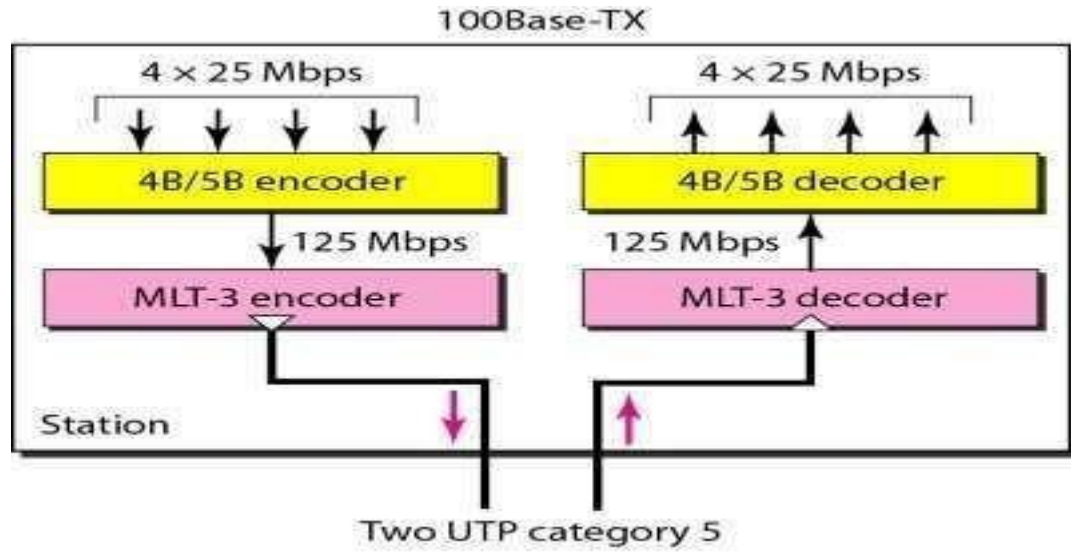 100Base-TX
4 × 25 Mbps
4 × 25 Mbps
4B/5B encoder
4B/5B decoder
125 Mbps
125 Mbps
MLT-3 encoder
MLT-3 decoder
Station
Two UTP category 5